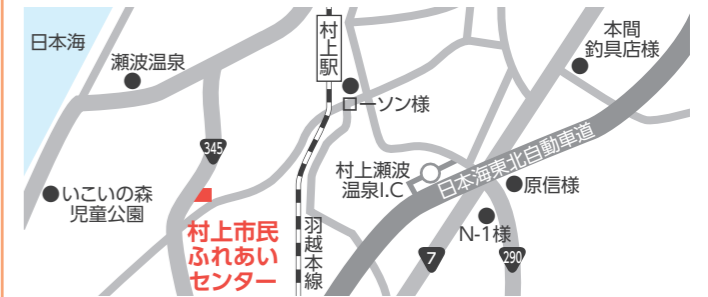 日本海
瀬波温泉
村上駅
ローソン様
本間
釣具店様
345
村上瀬波
温泉I.C
日本海東北自動車道
原信様
いこいの森
児童公園
村上市民
ふれあい
センター
羽越本線
N-1様
7
290